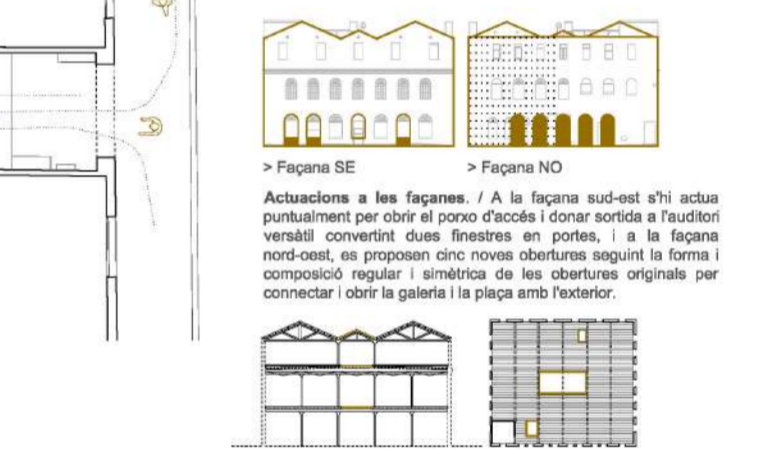 > Façana SE
> Façana NO
Actuacions a les façanes. / A la façana sud-est s'hi actua
puntualment per obrir el porxo d'accés i donar sortida a l'auditori
versàtil convertint dues finestres en portes, i a la façana
nord-oest, es proposen cinc noves obertures seguint la forma i
composició regular i simètrica de les obertures originals per
connectar i obrir la galeria i la plaça amb l'exterior.